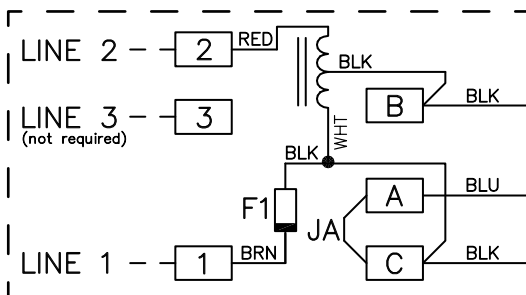 LINE 2
2
RED
BLK
B
BLK
LINE 3
(not required)
3
WHT
BLK
F1
A
BLU
JA
LINE 1
1
BRN
C
BLK